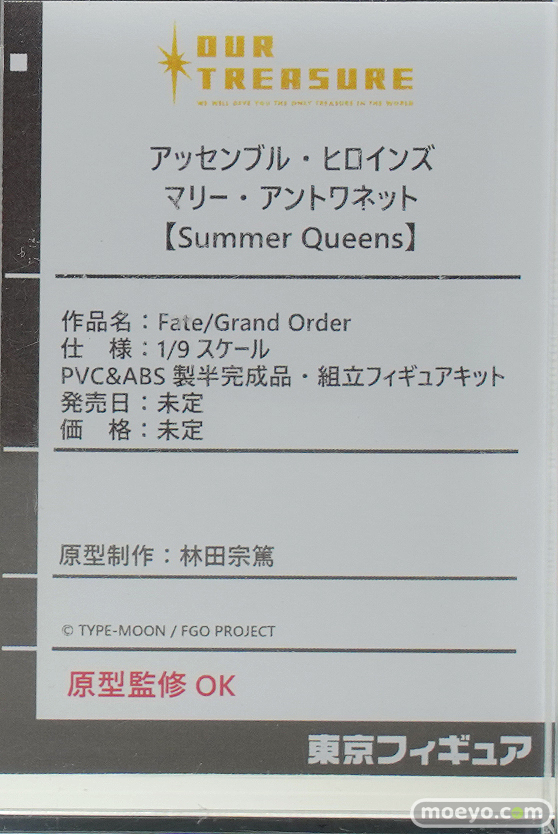 OUR
TREASURE
WE WILL GIVE YOU THE ONLY TREASURE IN THE WORLD
アッセンブル・ヒロインズ
マリー・アントワネット
【Summer Queens】
作品名：Fate/Grand Order
仕　様：1/9 スケール
PVC&ABS 製半完成品・組立フィギュアキット
発売日：未定
価　格：未定
原型制作：林田宗篤
© TYPE-MOON / FGO PROJECT
原型監修 OK
東京フィギュア
moeyo.com